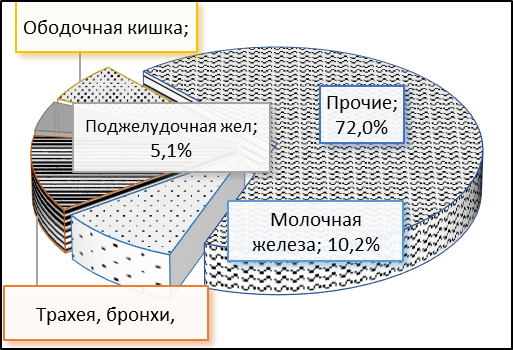 Ободочная кишка;
Прочие;
72,0%
Поджелудочная жел;
5,1%
Молочная
железа; 10,2%
Трахея, бронхи,